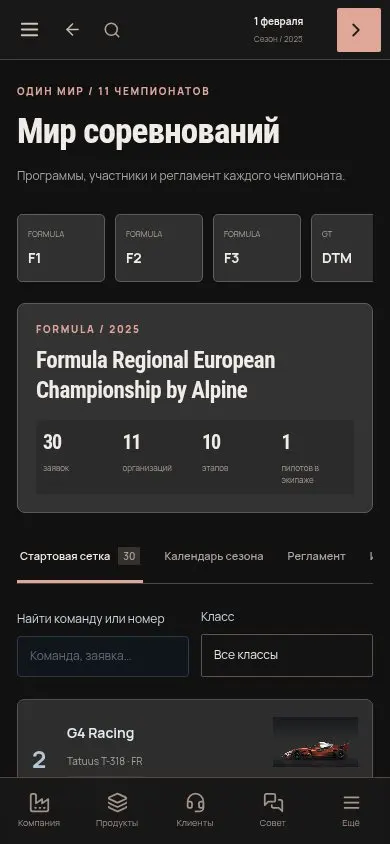 1 февраля
Сезон / 2025
ОДИН МИР / 11 ЧЕМПИОНАТОВ
Мир соревнований
Программы, участники и регламент каждого чемпионата.
FORMULA
F1
FORMULA
F2
FORMULA
F3
GT
DTM
FORMULA / 2025
Formula Regional European
Championship by Alpine
30
заявок
11
организаций
10
этапов
1
пилотов в
экипаже
Стартовая сетка 30 Календарь сезона Регламент
Найти команду или номер
Команда, заявка…
Класс
Все классы
2
G4 Racing
Tatuus T-318 · FR
Компания Продукты Клиенты Совет Ещё